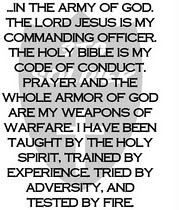 ...IN THE ARMY OF GOD.
THE LORD JESUS IS MY
COMMANDING OFFICER.
THE HOLY BIBLE IS MY
CODE OF CONDUCT.
PRAYER AND THE
WHOLE ARMOR OF GOD
ARE MY WEAPONS OF
WARFARE. I HAVE BEEN
TAUGHT BY THE HOLY
SPIRIT, TRAINED BY
EXPERIENCE. TRIED BY
ADVERSITY, AND
TESTED BY FIRE.